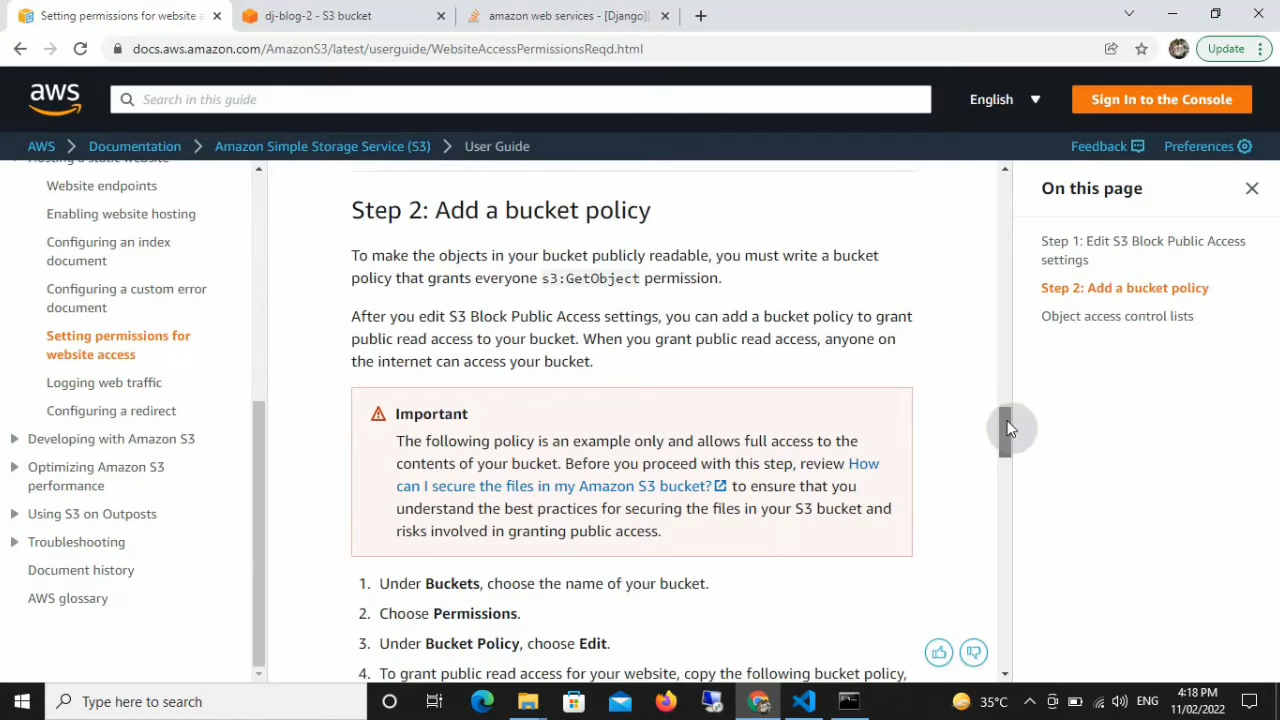 Setting permissions for website a
dj-blog-2 - S3 bucket
amazon web services - [Django]
docs.aws.amazon.com/AmazonS3/latest/userguide/WebsiteAccessPermissionsReqd.html
Update
aws
Search in this guide
English
Sign In to the Console
AWS
Documentation
Amazon Simple Storage Service (S3)
User Guide
Feedback
Preferences
Hosting a static website
Website endpoints
Enabling website hosting
Configuring an index
document
Configuring a custom error
document
Setting permissions for
website access
Logging web traffic
Configuring a redirect
Developing with Amazon S3
Optimizing Amazon S3
performance
Using S3 on Outposts
Troubleshooting
Document history
AWS glossary
Step 2: Add a bucket policy
To make the objects in your bucket publicly readable, you must write a bucket
policy that grants everyone s3:GetObject permission.
After you edit S3 Block Public Access settings, you can add a bucket policy to grant
public read access to your bucket. When you grant public read access, anyone on
the internet can access your bucket.
Important
The following policy is an example only and allows full access to the
contents of your bucket. Before you proceed with this step, review How
can I secure the files in my Amazon S3 bucket? to ensure that you
understand the best practices for securing the files in your S3 bucket and
risks involved in granting public access.
1. Under Buckets, choose the name of your bucket.
2. Choose Permissions.
3. Under Bucket Policy, choose Edit.
4. To grant public read access for your website, copy the following bucket policy,
On this page
Step 1: Edit S3 Block Public Access
settings
Step 2: Add a bucket policy
Object access control lists
Type here to search
35°C
ENG
4:18 PM
11/02/2022